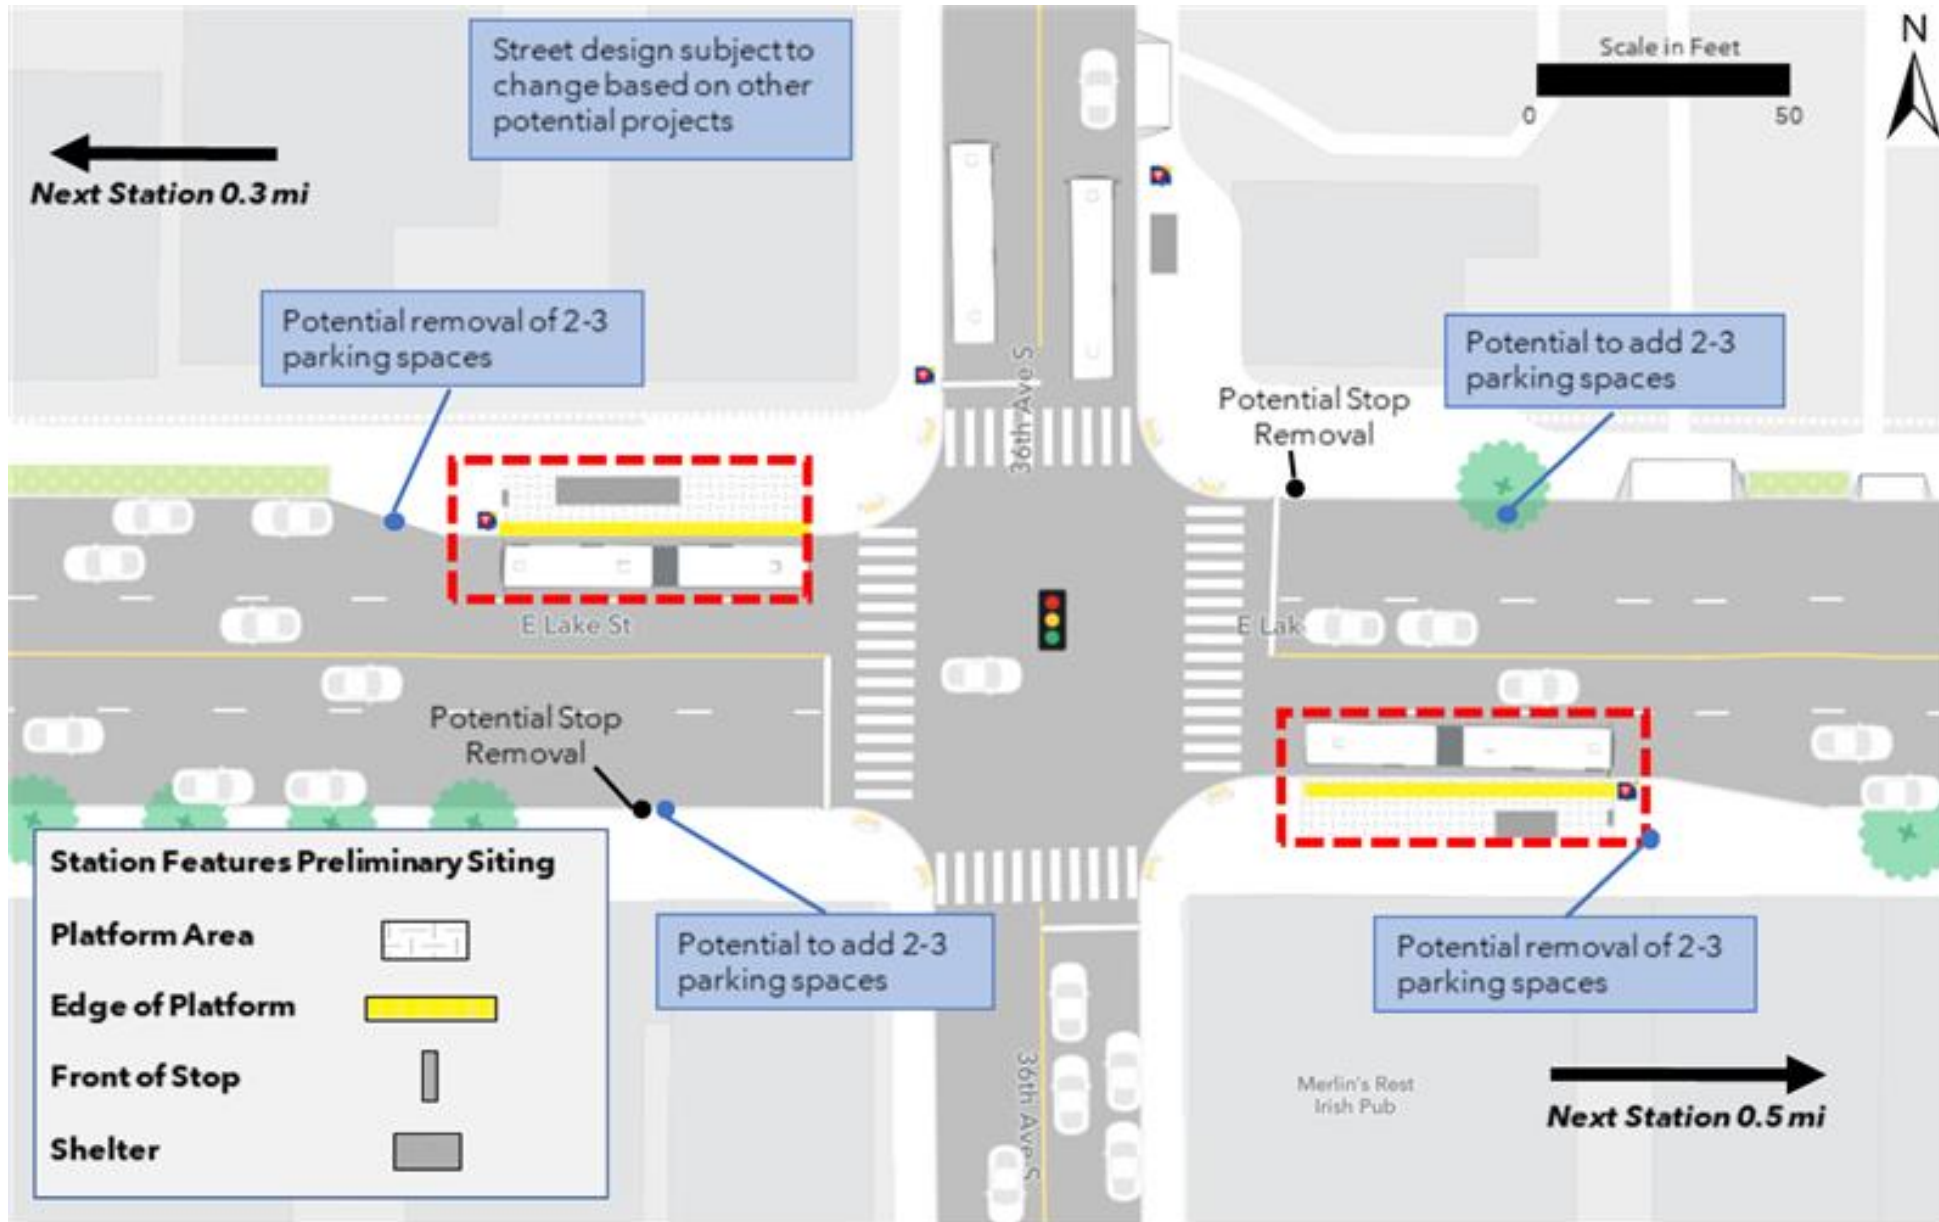 Street design subject to
change based on other
potential projects
Scale in Feet
0 50
N
Next Station 0.3 mi
Potential removal of 2-3
parking spaces
Potential to add 2-3
parking spaces
Potential Stop
Removal
36th Ave S
E Lake St
E Lak
Potential Stop
Removal
Station Features Preliminary Siting
Platform Area
Edge of Platform
Front of Stop
Shelter
Potential to add 2-3
parking spaces
Potential removal of 2-3
parking spaces
36th Ave S
Merlin's Rest
Irish Pub
Next Station 0.5 mi